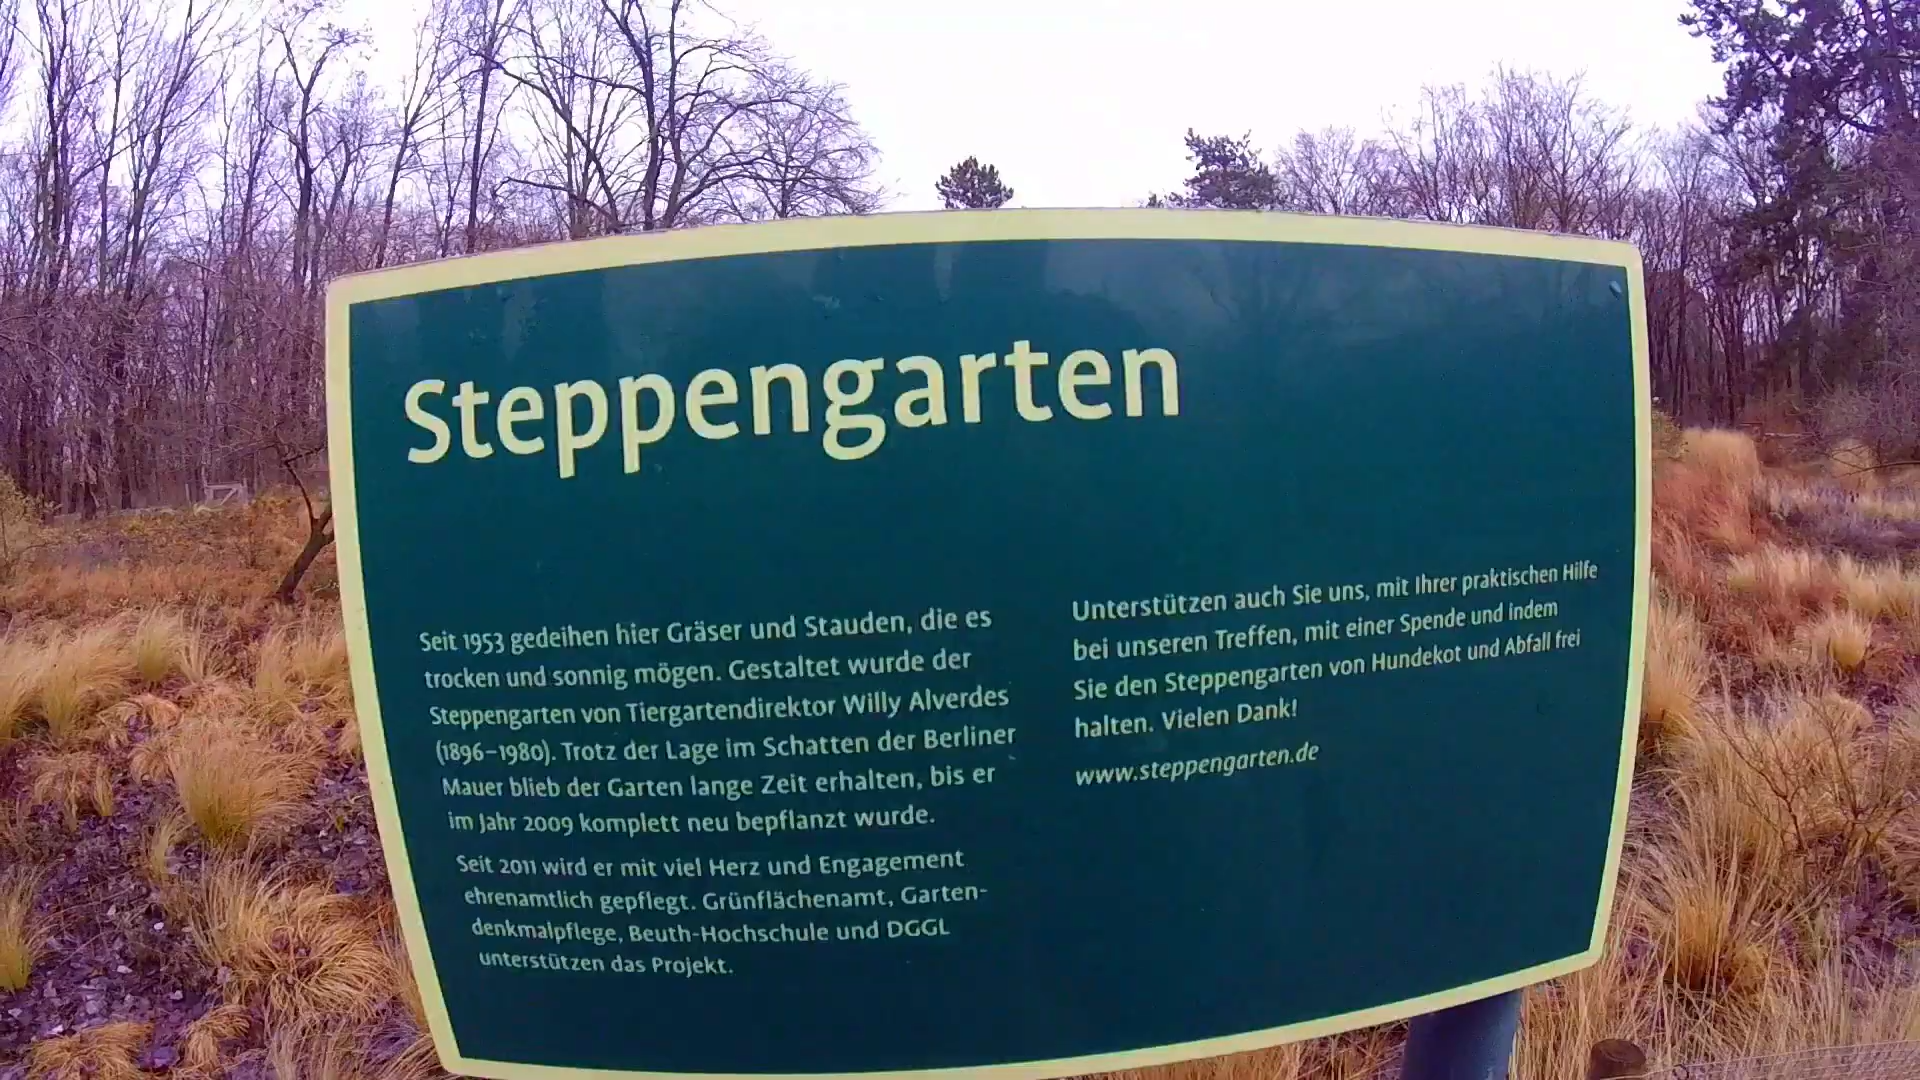 Steppengarten
Seit 1953 gedeihen hier Gräser und Stauden, die es
trocken und sonnig mögen. Gestaltet wurde der
Steppengarten von Tiergartendirektor Willy Alverdes
(1896–1980). Trotz der Lage im Schatten der Berliner
Mauer blieb der Garten lange Zeit erhalten, bis er
im Jahr 2009 komplett neu bepflanzt wurde.
Seit 2011 wird er mit viel Herz und Engagement
ehrenamtlich gepflegt. Grünflächenamt, Garten-
denkmalpflege, Beuth-Hochschule und DGGL
unterstützen das Projekt.
Unterstützen auch Sie uns, mit Ihrer praktischen Hilfe
bei unseren Treffen, mit einer Spende und indem
Sie den Steppengarten von Hundekot und Abfall frei
halten. Vielen Dank!
www.steppengarten.de